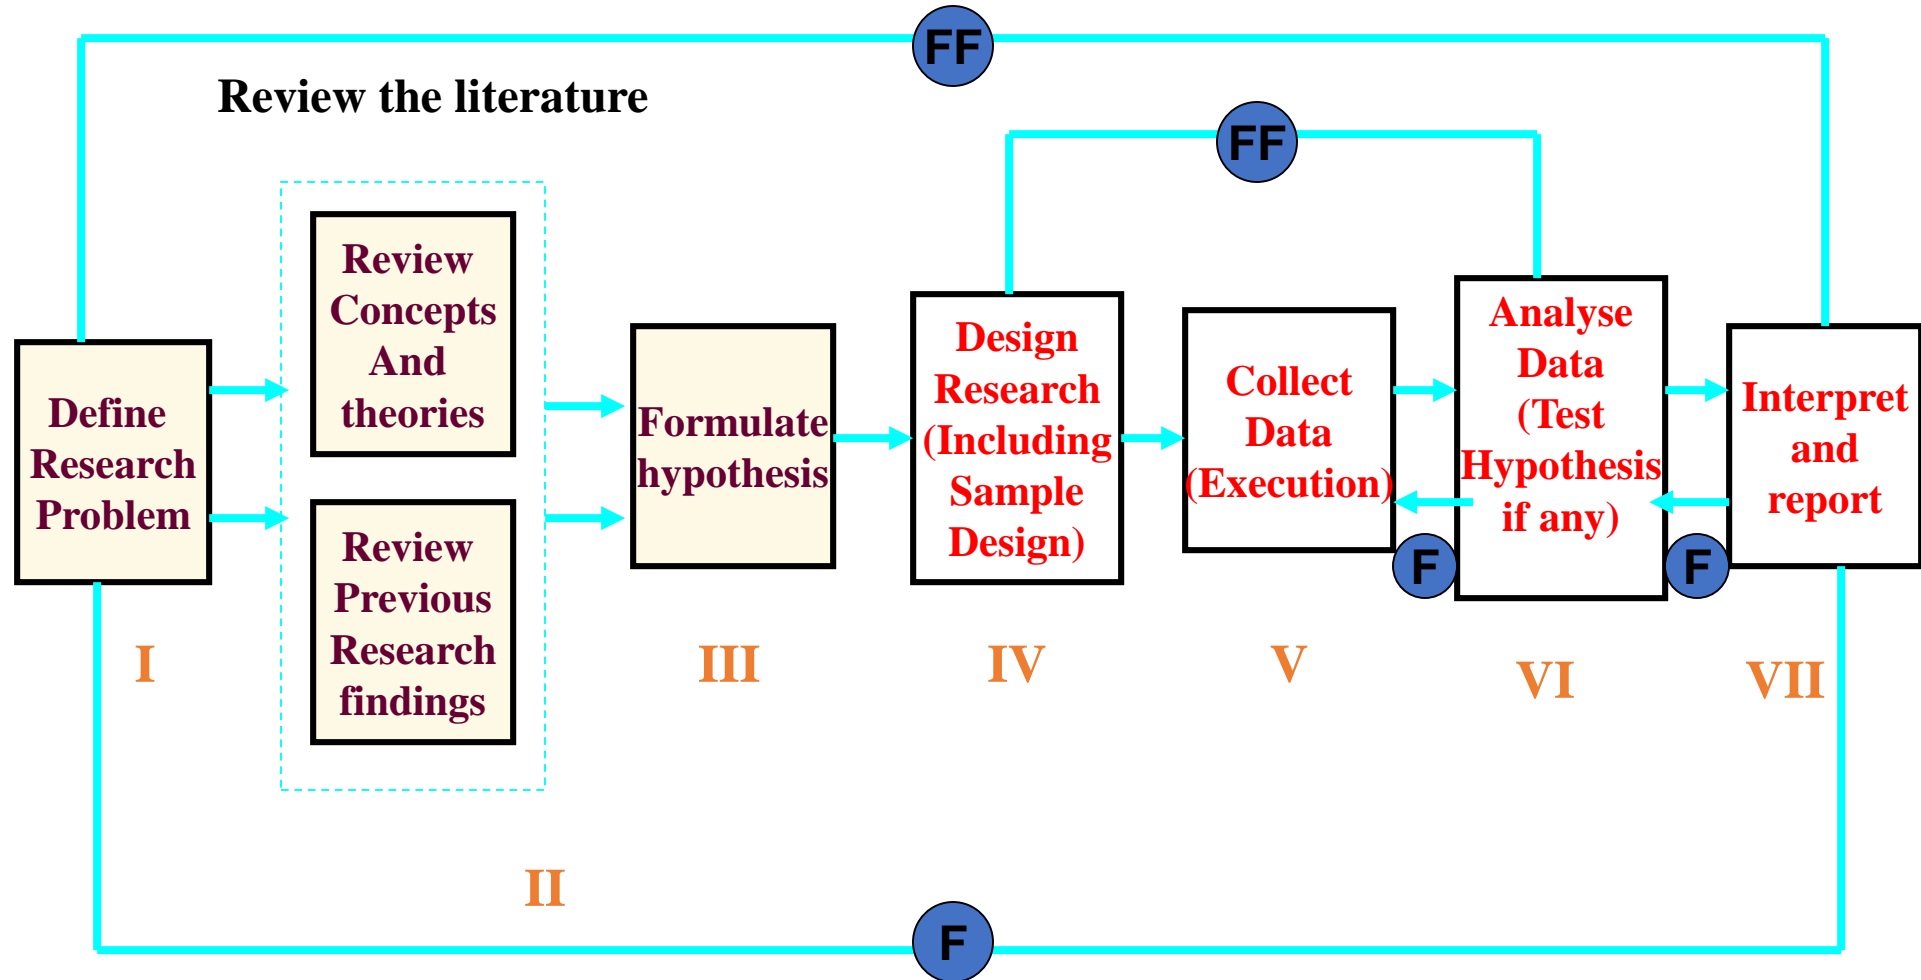 FF
Review the literature
FF
Define
Research
Problem
Review
Concepts
And
theories
Review
Previous
Research
findings
Formulate
hypothesis
Design
Research
(Including
Sample
Design)
Collect
Data
(Execution)
Analyse
Data
(Test
Hypothesis
if any)
Interpret
and
report
F
F
I
III
IV
V
VI
VII
II
F